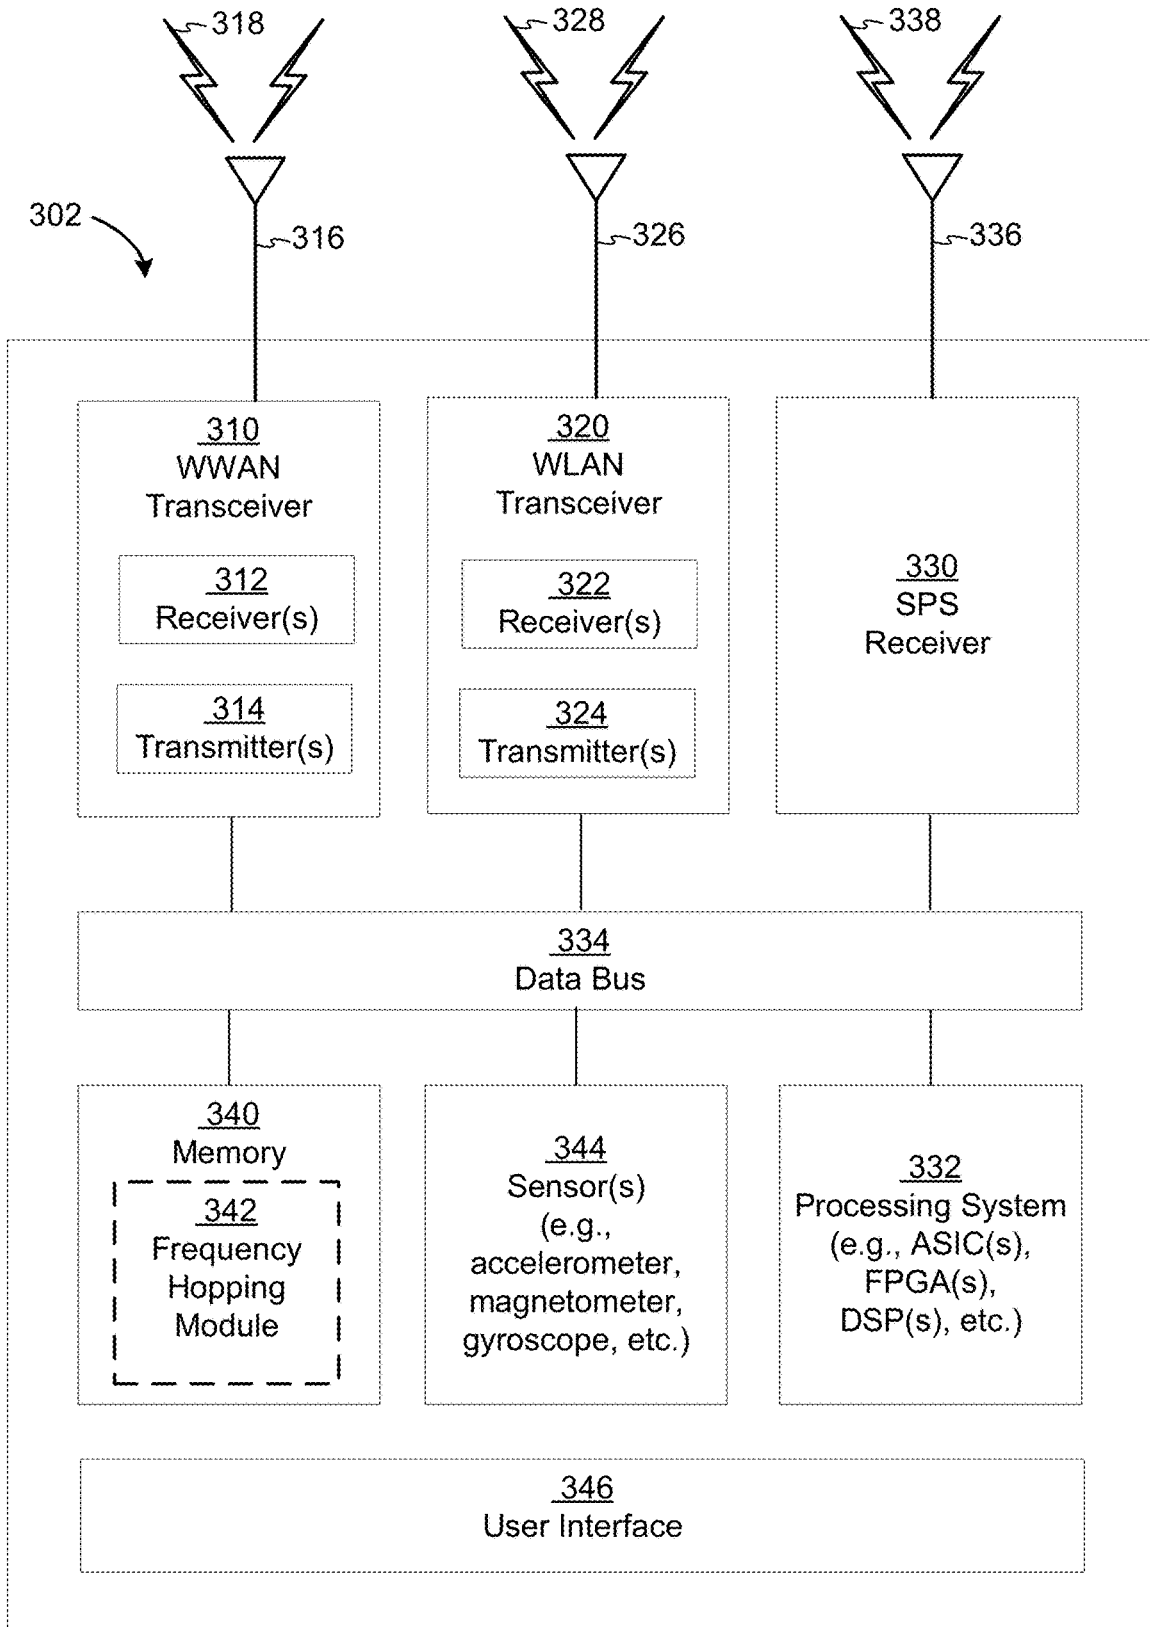 318
328
338
302
316
326
336
310
WWAN
Transceiver
312
Receiver(s)
314
Transmitter(s)
320
WLAN
Transceiver
322
Receiver(s)
324
Transmitter(s)
330
SPS
Receiver
334
Data Bus
340
Memory
342
Frequency
Hopping
Module
344
Sensor(s)
(e.g.,
accelerometer,
magnetometer,
gyroscope, etc.)
332
Processing System
(e.g., ASIC(s),
FPGA(s),
DSP(s), etc.)
346
User Interface